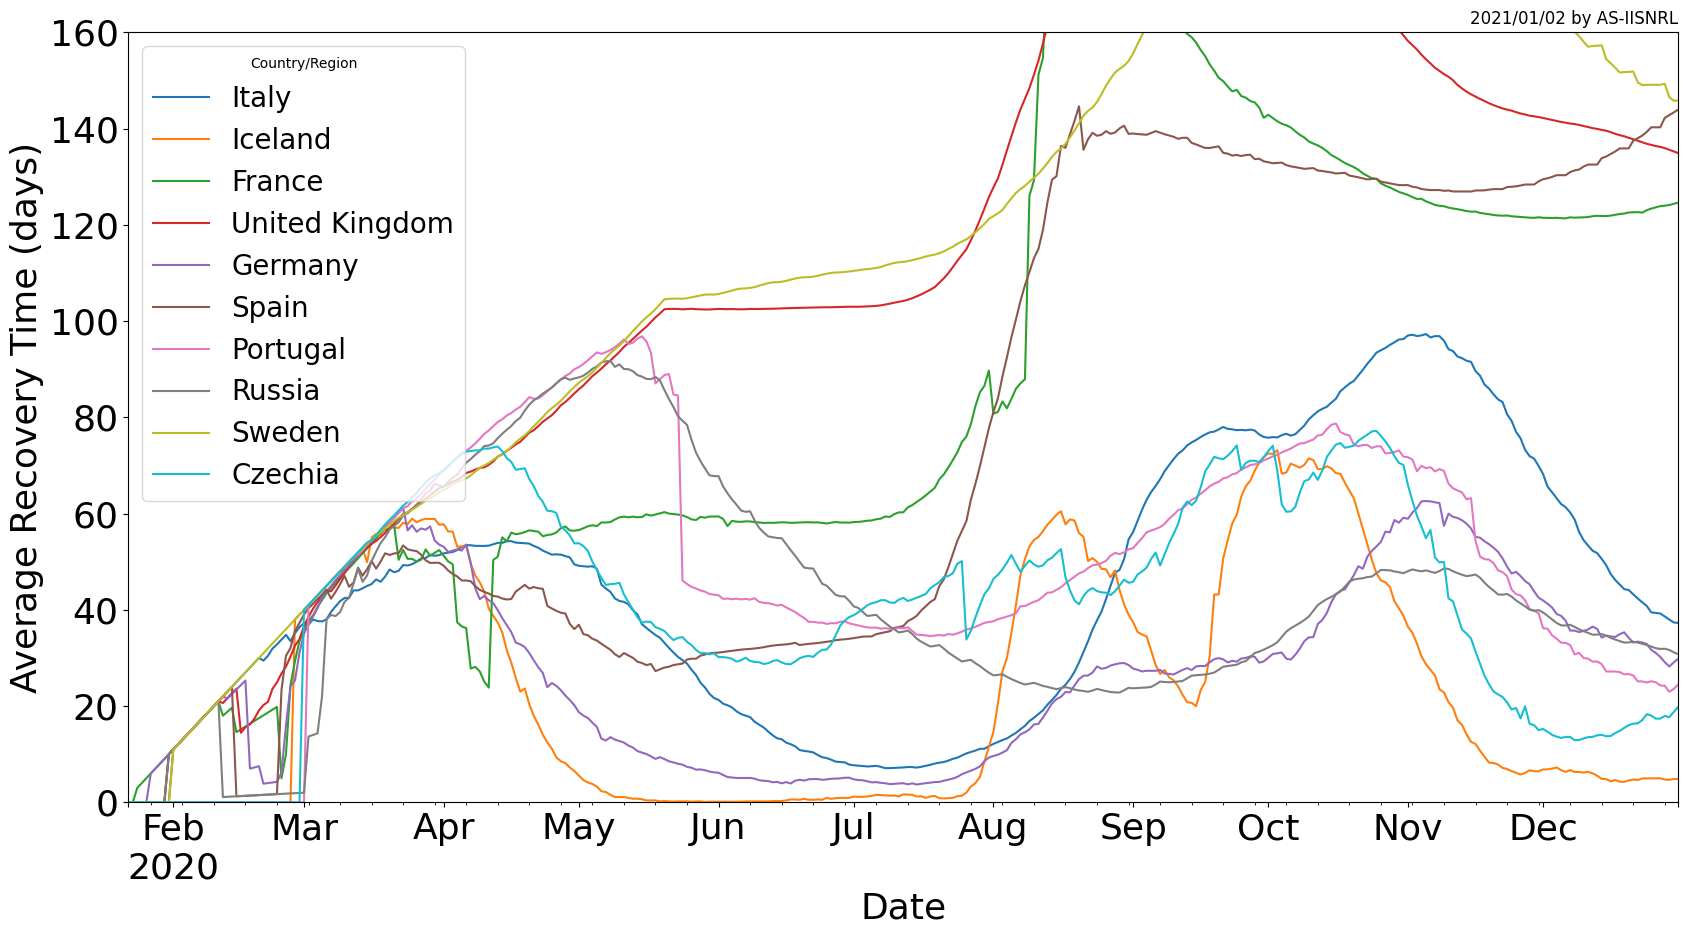 2021/01/02 by AS-IISNRL
160
140
120
100
80
60
40
20
0
Average Recovery Time (days)
Country/Region
Italy
Iceland
France
United Kingdom
Germany
Spain
Portugal
Russia
Sweden
Czechia
Feb Mar Apr May Jun Jul Aug Sep Oct Nov Dec
2020
Date